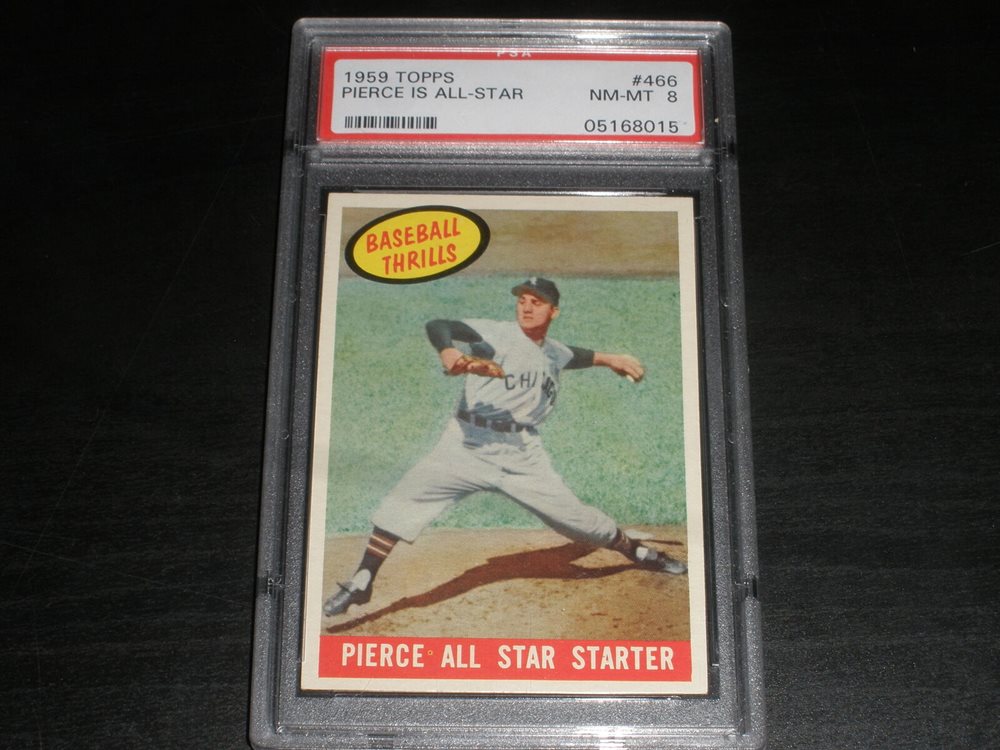 PSA
1959 TOPPS #466
PIERCE IS ALL-STAR NM-MT 8
05168015
BASEBALL
THRILLS
CHI
PIERCE ALL STAR STARTER